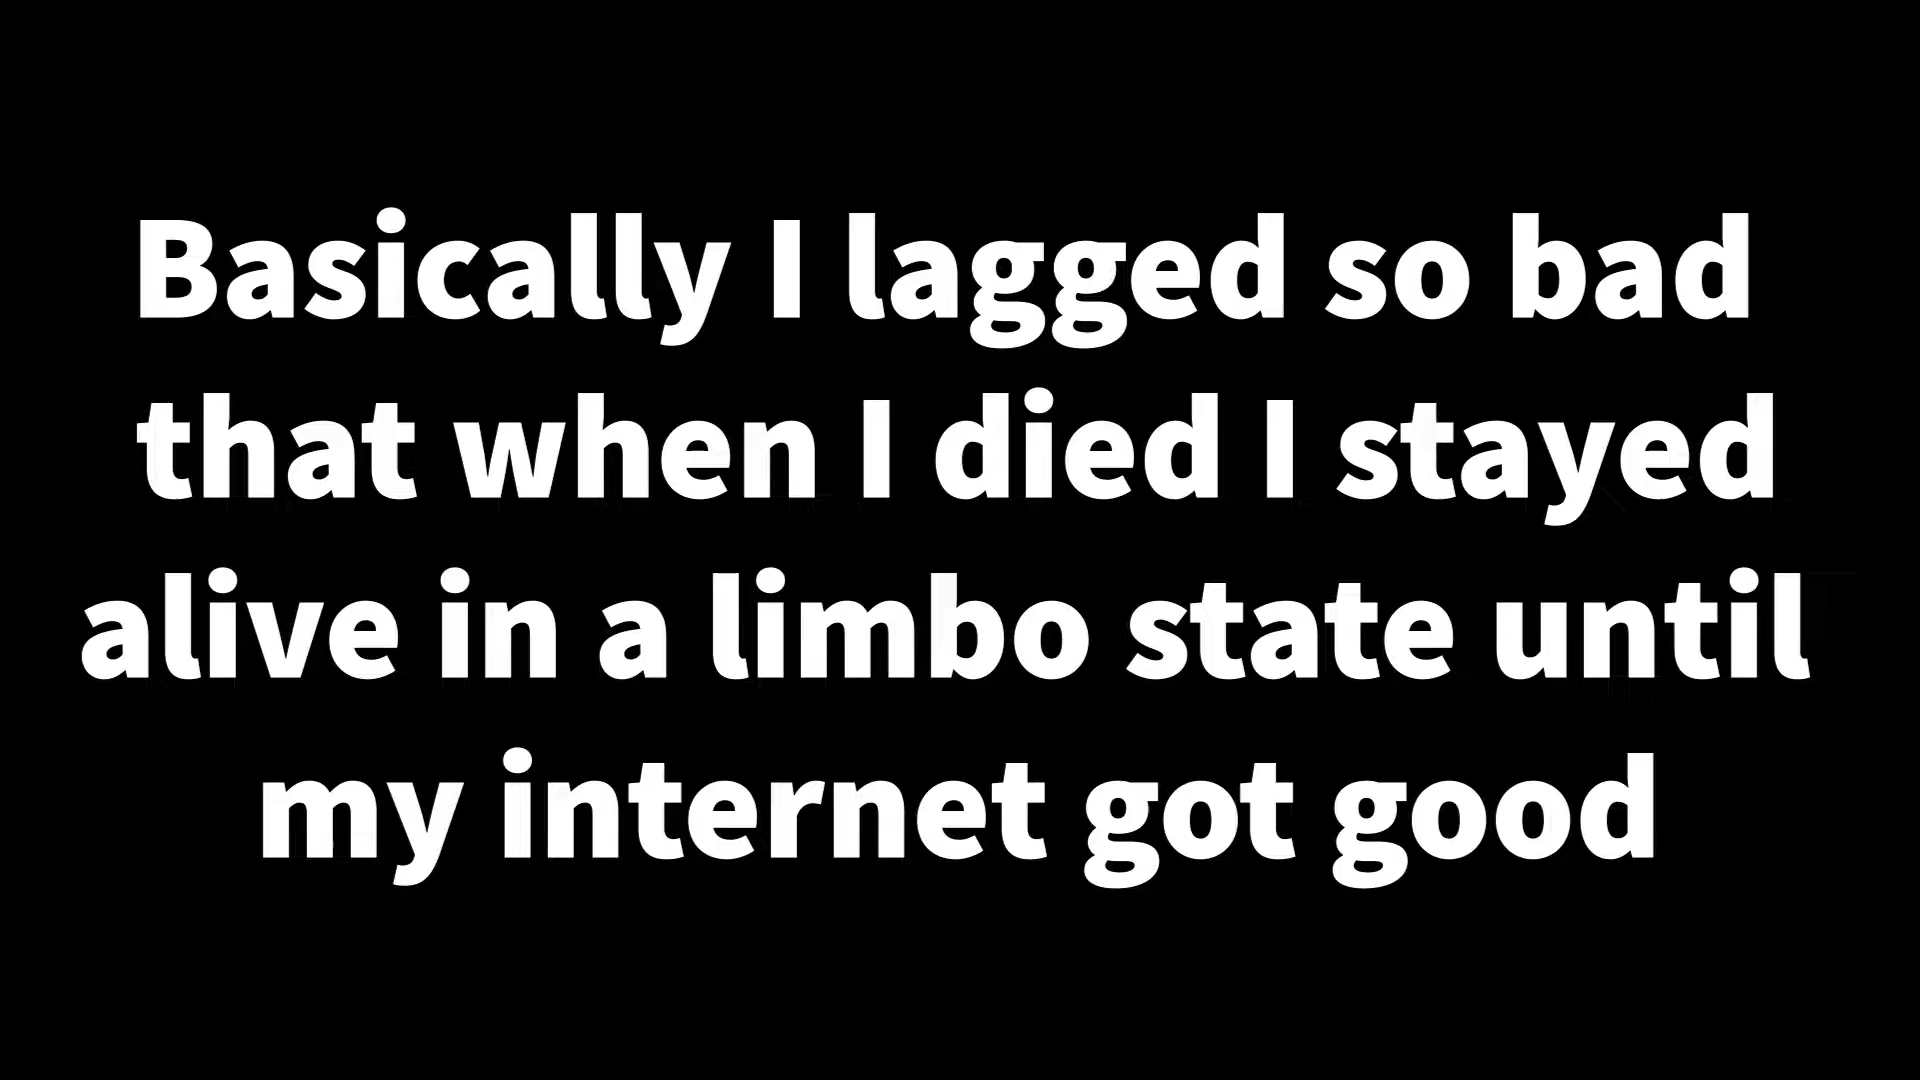 Basically I lagged so bad
that when I died I stayed
alive in a limbo state until
my internet got good